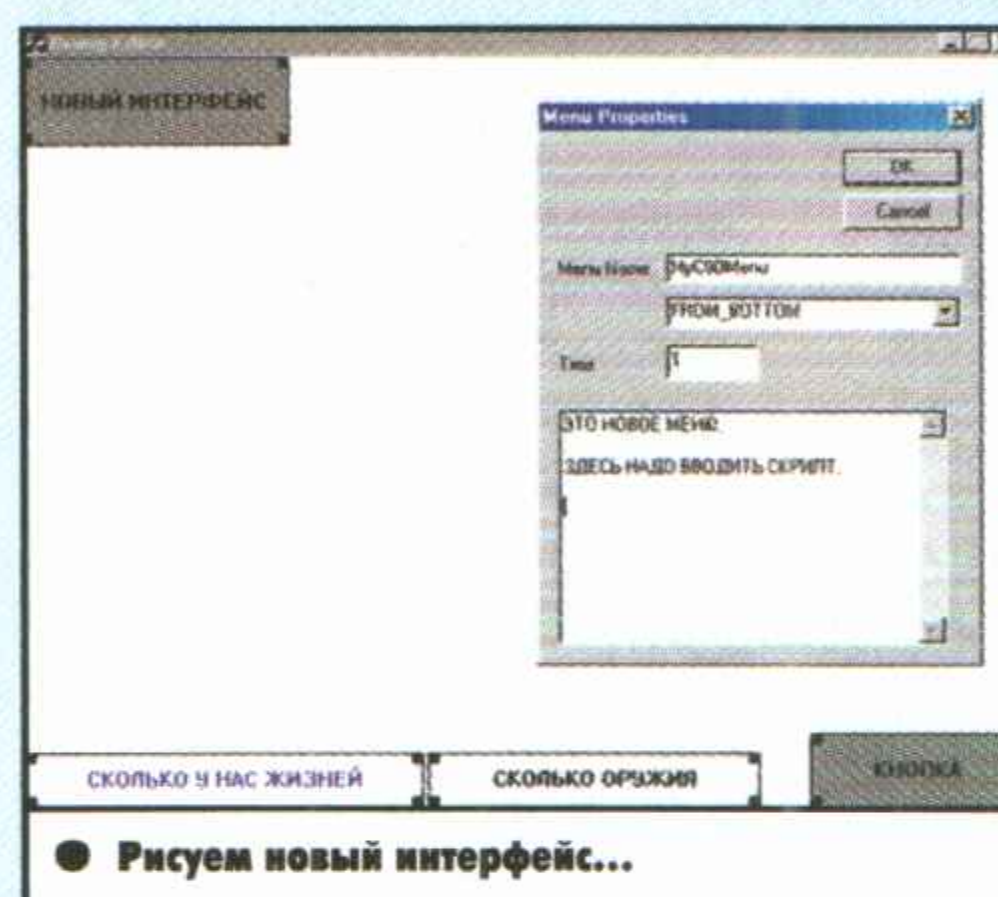 НОВЫЙ ИНТЕРФЕЙС
Menu Properties
OK
Cancel
Menu Name MyC90Menu
FROM_BOTTOM
Time 1
ЭТО НОВОЕ МЕНЮ.
ЗДЕСЬ НАДО ВВОДИТЬ СКРИПТ.
СКОЛЬКО У НАС ЖИЗНЕЙ
СКОЛЬКО ОРУЖИЯ
КНОПКА
● Рисуем новый интерфейс...